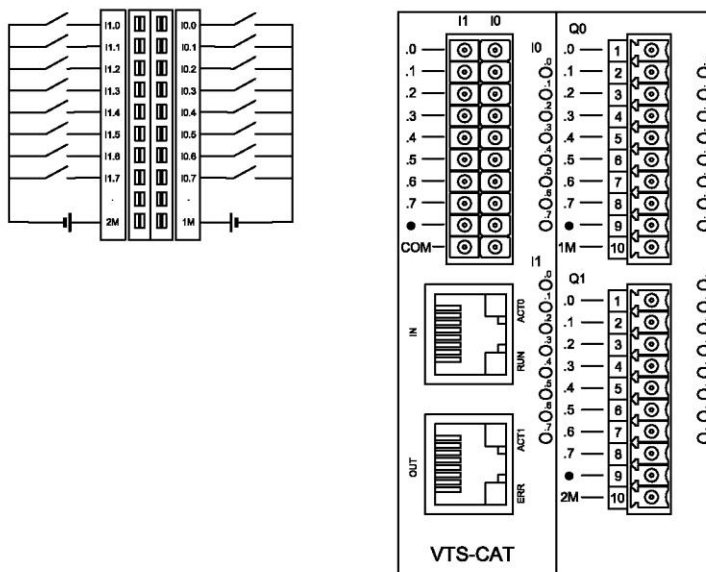 I1.0 I0.0
I1.1 I0.1
I1.2 I0.2
I1.3 I0.3
I1.4 I0.4
I1.5 I0.5
I1.6 I0.6
I1.7 I0.7
. .
2M 1M
I1 I0
.0
.1
.2
.3
.4
.5
.6
.7
●
COM
I0
.0
.1
.2
.3
.4
.5
.6
.7
I1
.0
.1
.2
.3
.4
.5
.6
.7
IN
ACT0
RUN
OUT
ACT1
ERR
VTS-CAT
Q0
.0 1
.1 2
.2 3
.3 4
.4 5
.5 6
.6 7
.7 8
● 9
1M 10
Q1
.0 1
.1 2
.2 3
.3 4
.4 5
.5 6
.6 7
.7 8
● 9
2M 10